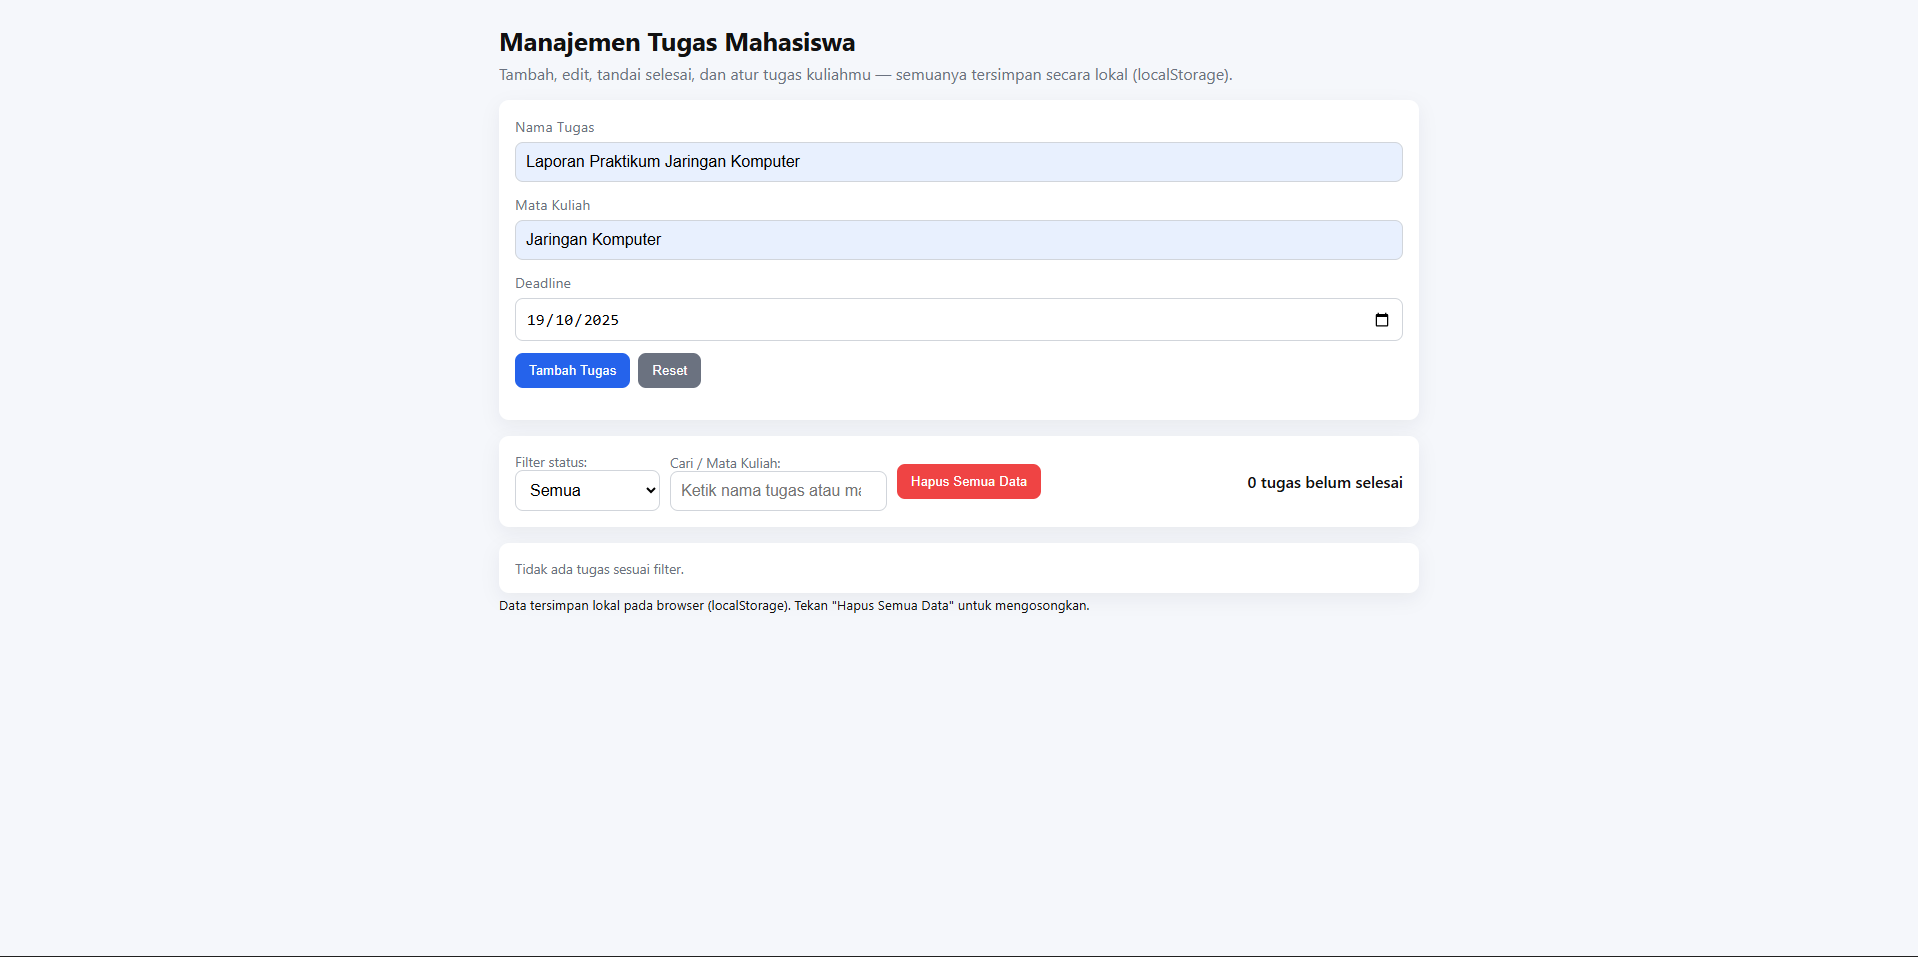 Manajemen Tugas Mahasiswa
Tambah, edit, tandai selesai, dan atur tugas kuliahmu — semuanya tersimpan secara lokal (localStorage).
Nama Tugas
Laporan Praktikum Jaringan Komputer
Mata Kuliah
Jaringan Komputer
Deadline
19/10/2025
Tambah Tugas Reset
Filter status: Cari / Mata Kuliah:
Semua Ketik nama tugas atau ma Hapus Semua Data 0 tugas belum selesai
Tidak ada tugas sesuai filter.
Data tersimpan lokal pada browser (localStorage). Tekan "Hapus Semua Data" untuk mengosongkan.